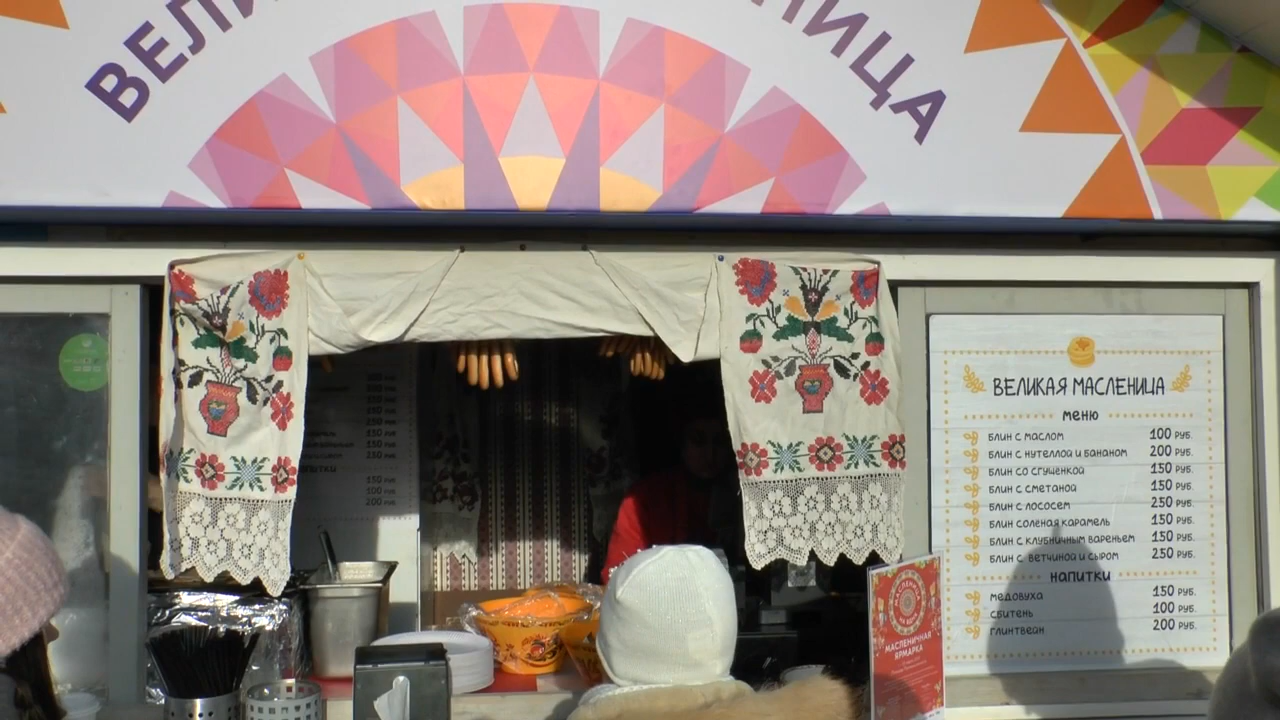 ВЕЛИ
НИЦА
ВЕЛИКАЯ МАСЛЕНИЦА
МЕНЮ
БЛИН С МАСЛОМ 100 РУБ.
БЛИН С НУТЕЛЛОЙ И БАНАНОМ 200 РУБ.
БЛИН СО СГУЩЕНКОЙ 150 РУБ.
БЛИН С СМЕТАНОЙ 150 РУБ.
БЛИН С ЛОСОСЕМ 250 РУБ.
БЛИН СОЛЕНАЯ КАРАМЕЛЬ 150 РУБ.
БЛИН С КЛУБНИЧНЫМ ВАРЕНЬЕМ 150 РУБ.
БЛИН С ВЕТЧИНОЙ И СЫРОМ 250 РУБ.
НАПИТКИ
МЕДОВУХА 150 РУБ.
СБИТЕНЬ 100 РУБ.
ГЛИНТВЕЙН 200 РУБ.
МАСЛЕНИЧНАЯ
ЯРМАРКА